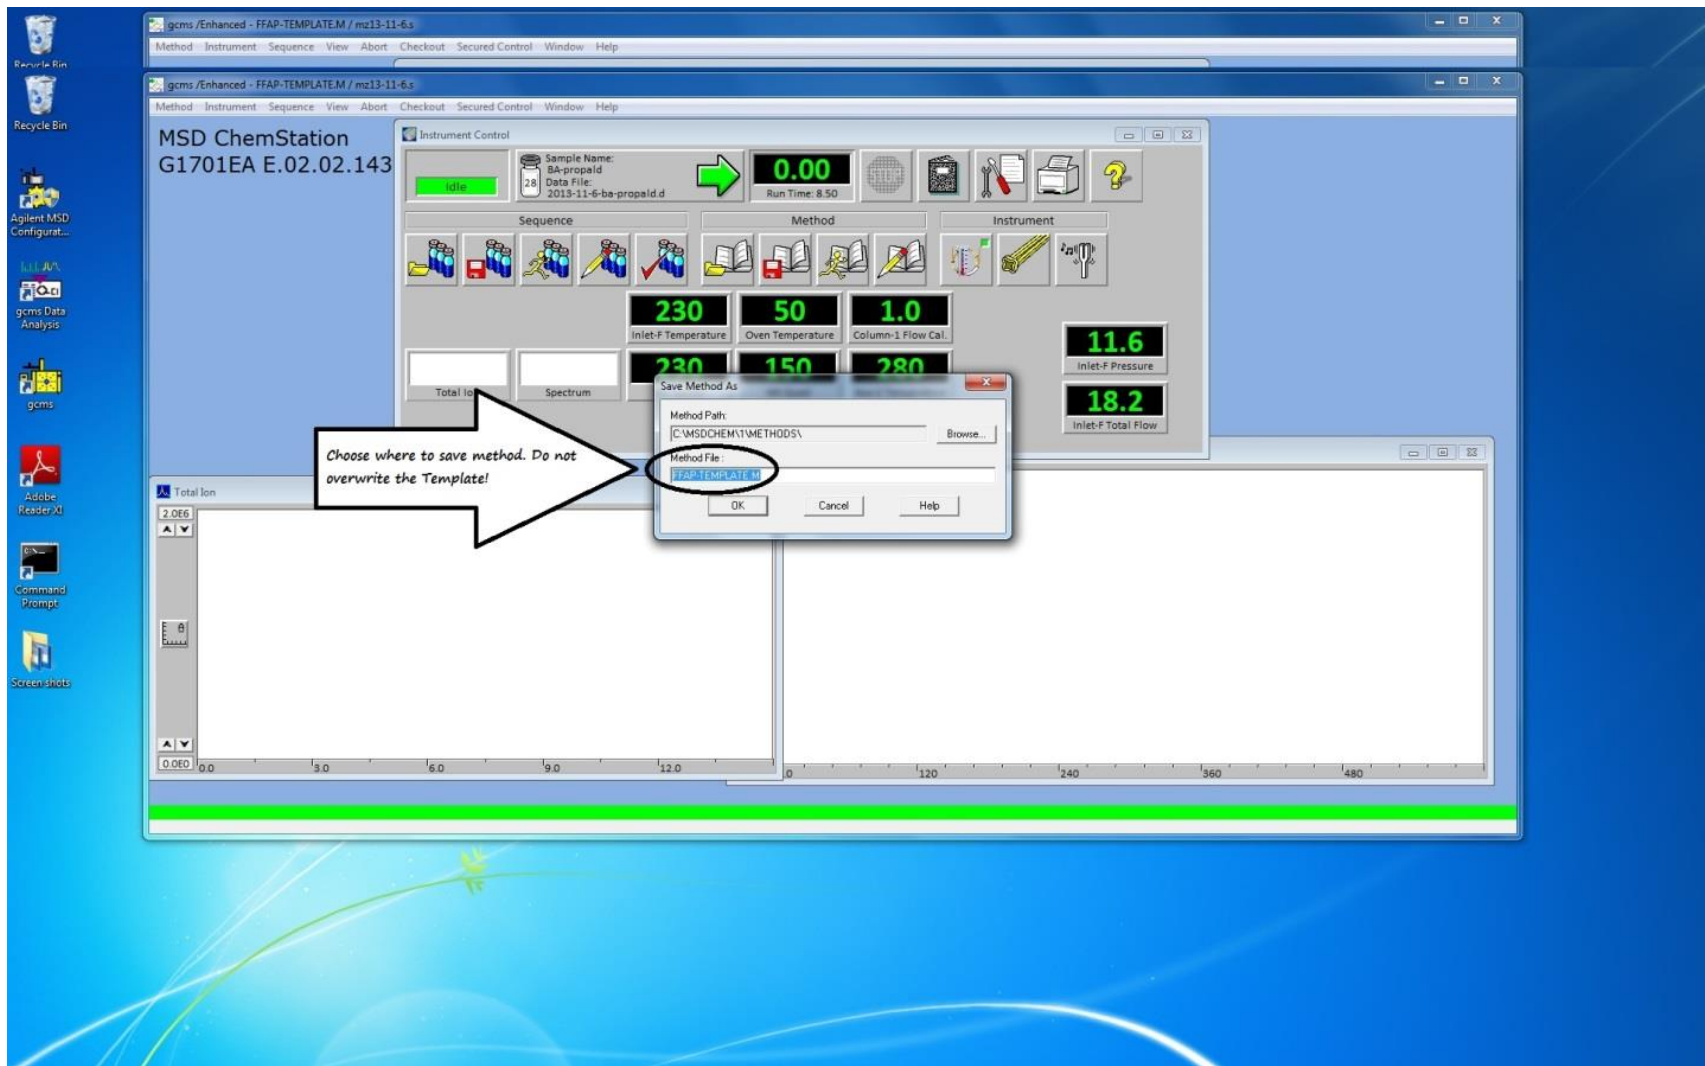 Recycle Bin
Recycle Bin
Agilent MSD
Configurat...
gcms Data
Analysis
gcms
Adobe
Reader XI
Command
Prompt
Screen shots
gcms /Enhanced - FFAP-TEMPLATE.M / mz13-11-6.s
Method Instrument Sequence View Abort Checkout Secured Control Window Help
gcms /Enhanced - FFAP-TEMPLATE.M / mz13-11-6.s
Method Instrument Sequence View Abort Checkout Secured Control Window Help
MSD ChemStation
G1701EA E.02.02.143
Instrument Control
Idle
28
Sample Name:
BA-propald
Data File:
2013-11-6-ba-propald.d
0.00
Run Time: 8.50
Sequence Method Instrument
230 50 1.0
Inlet-F Temperature Oven Temperature Column-1 Flow Cal.
11.6
Inlet-F Pressure
230 150 280
Total Io
Spectrum
18.2
Inlet-F Total Flow
Save Method As
Method Path:
C:\MSDCHEM\1\METHODS\
Browse...
Method File :
FFAP-TEMPLATE.M
OK Cancel Help
Choose where to save method. Do not
overwrite the Template!
Total Ion
2.0E6
0.0E0
0.0 3.0 6.0 9.0 12.0
.0 120 240 360 480